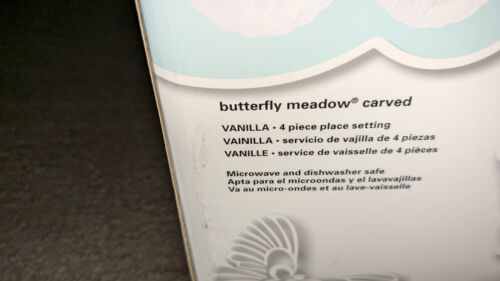 butterfly meadow® carved
VANILLA • 4 piece place setting
VAINILLA • servicio de vajilla de 4 piezas
VANILLE • service de vaisselle de 4 pièces
Microwave and dishwasher safe
Apta para el microondas y el lavavajillas
Va au micro-ondes et au lave-vaisselle